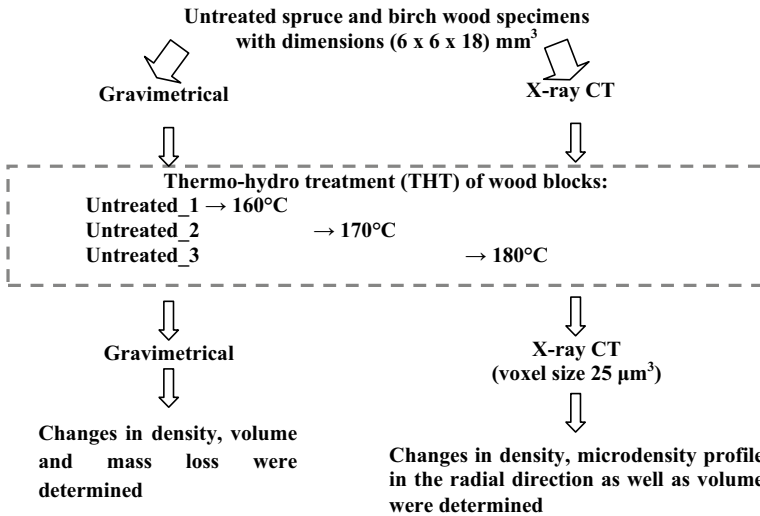 Untreated spruce and birch wood specimens
with dimensions (6 x 6 x 18) mm³
Gravimetrical
X-ray CT
Thermo-hydro treatment (THT) of wood blocks:
Untreated_1 → 160°C
Untreated_2 → 170°C
Untreated_3 → 180°C
Gravimetrical
Changes in density, volume
and mass loss were
determined
X-ray CT
(voxel size 25 μm³)
Changes in density, microdensity profile
in the radial direction as well as volume
were determined